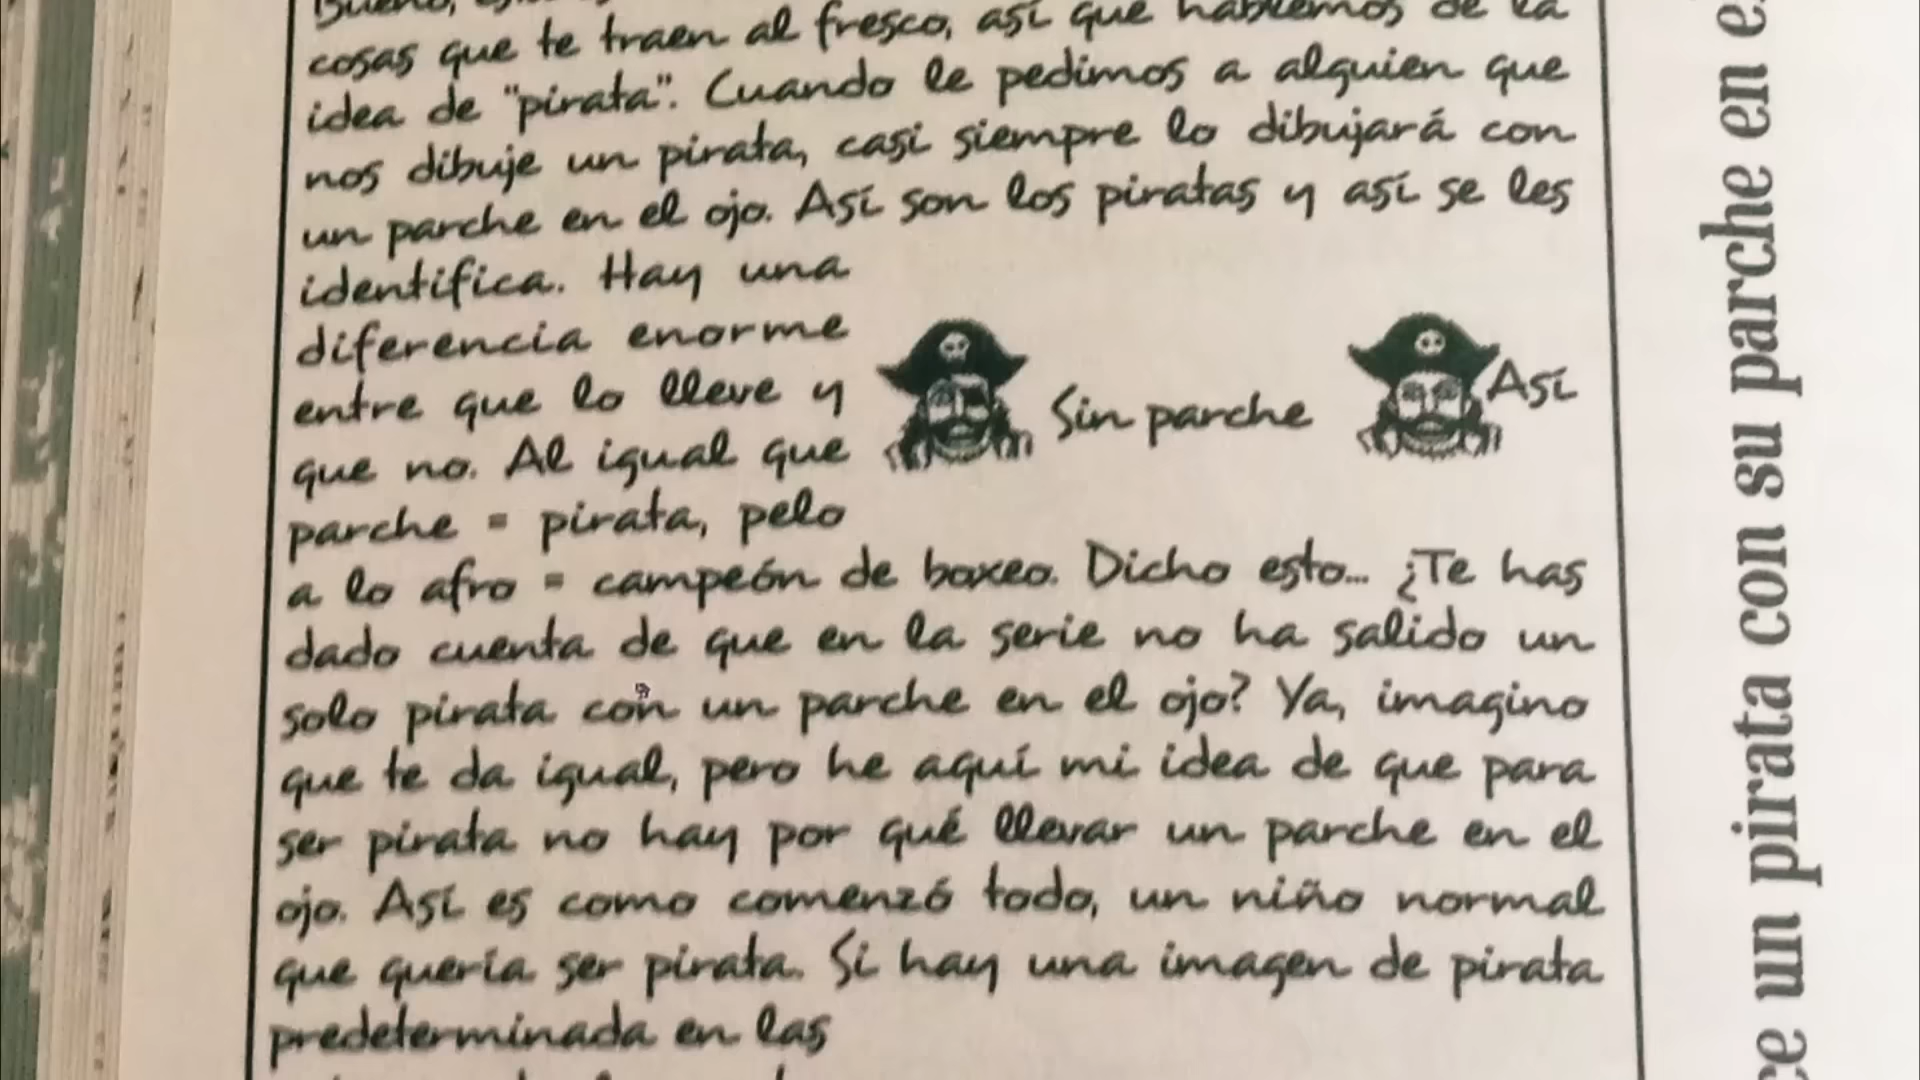 Bueno,
cosas que te traen al fresco, así que hablemos de la
idea de "pirata". Cuando le pedimos a alguien que
nos dibuje un pirata, casi siempre lo dibujará con
un parche en el ojo. Así son los piratas y así se les
identifica. Hay una
diferencia enorme
entre que lo lleve y
que no. Al igual que
parche = pirata, pelo
Sin parche
Así
a lo afro = campeón de boxeo. Dicho esto... ¿Te has
dado cuenta de que en la serie no ha salido un
solo pirata con un parche en el ojo? Ya, imagino
que te da igual, pero he aquí mi idea de que para
ser pirata no hay por qué llevar un parche en el
ojo. Así es como comenzó todo, un niño normal
que quería ser pirata. Si hay una imagen de pirata
predeterminada en las
un pirata con su parche en